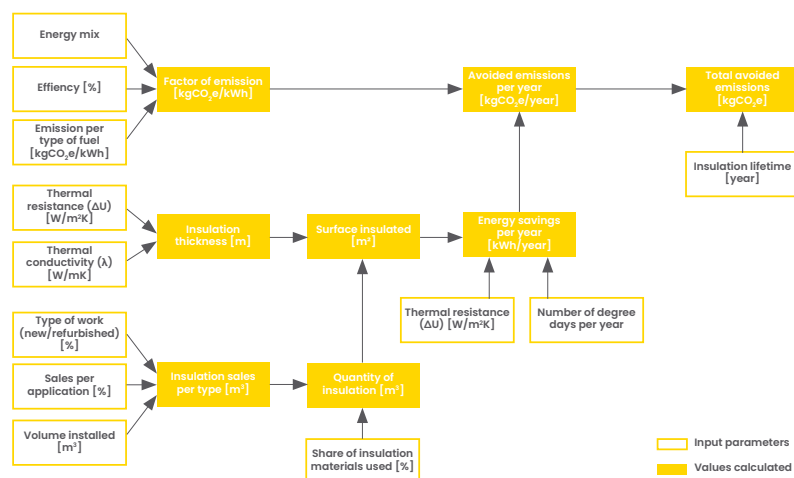 Energy mix
Effiency [%]
Emission per
type of fuel
[kgCO₂e/kWh]
Factor of emission
[kgCO₂e/kWh]
Avoided emissions
per year
[kgCO₂e/year]
Total avoided
emissions
[kgCO₂e]
Insulation lifetime
[year]
Thermal
resistance (ΔU)
[W/m²K]
Thermal
conductivity (λ)
[W/mK]
Insulation
thickness [m]
Surface insulated
[m²]
Energy savings
per year
[kWh/year]
Thermal resistance
(ΔU) [W/m²K]
Number of degree
days per year
Type of work
(new/refurbished)
[%]
Sales per
application [%]
Volume installed
[m³]
Insulation sales
per type [m³]
Quantity of
insulation [m³]
Share of insulation
materials used [%]
Input parameters
Values calculated